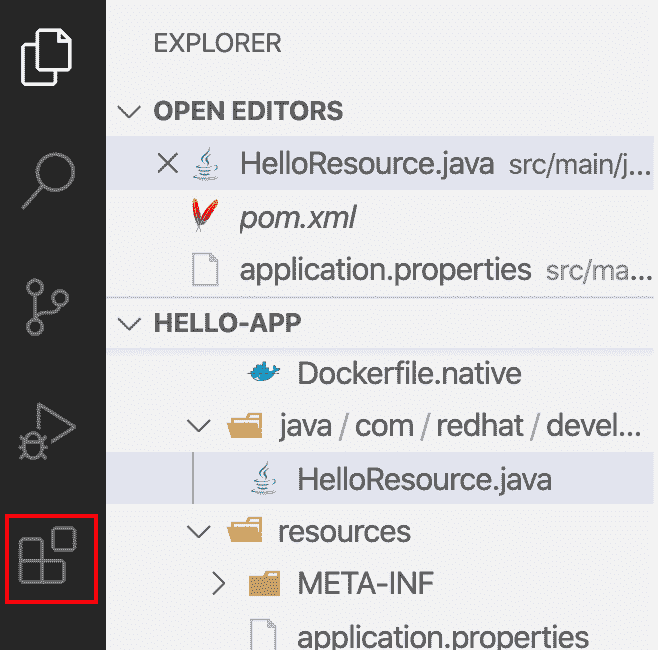 EXPLORER
OPEN EDITORS
HelloResource.java src/main/j...
pom.xml
application.properties src/ma...
HELLO-APP
Dockerfile.native
java / com / redhat / devel...
HelloResource.java
resources
META-INF
application.properties